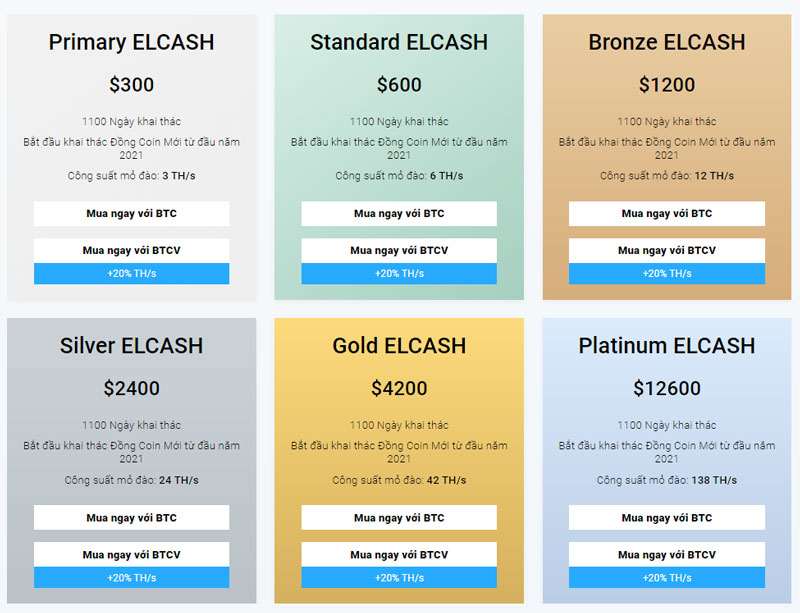 Primary ELCASH
$300
1100 Ngày khai thác
Bắt đầu khai thác Đồng Coin Mới từ đầu năm
2021
Công suất mỏ đào: 3 TH/s
Mua ngay với BTC
Mua ngay với BTCV
+20% TH/s
Standard ELCASH
$600
1100 Ngày khai thác
Bắt đầu khai thác Đồng Coin Mới từ đầu năm
2021
Công suất mỏ đào: 6 TH/s
Mua ngay với BTC
Mua ngay với BTCV
+20% TH/s
Bronze ELCASH
$1200
1100 Ngày khai thác
Bắt đầu khai thác Đồng Coin Mới từ đầu năm
2021
Công suất mỏ đào: 12 TH/s
Mua ngay với BTC
Mua ngay với BTCV
+20% TH/s
Silver ELCASH
$2400
1100 Ngày khai thác
Bắt đầu khai thác Đồng Coin Mới từ đầu năm
2021
Công suất mỏ đào: 24 TH/s
Mua ngay với BTC
Mua ngay với BTCV
+20% TH/s
Gold ELCASH
$4200
1100 Ngày khai thác
Bắt đầu khai thác Đồng Coin Mới từ đầu năm
2021
Công suất mỏ đào: 42 TH/s
Mua ngay với BTC
Mua ngay với BTCV
+20% TH/s
Platinum ELCASH
$12600
1100 Ngày khai thác
Bắt đầu khai thác Đồng Coin Mới từ đầu năm
2021
Công suất mỏ đào: 138 TH/s
Mua ngay với BTC
Mua ngay với BTCV
+20% TH/s